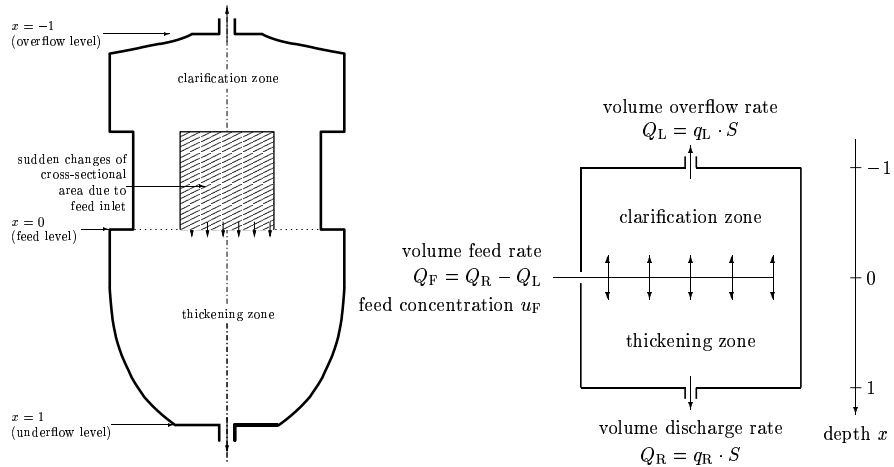 x = −1
(overflow level)
clarification zone
sudden changes of
cross-sectional
area due to
feed inlet
x = 0
(feed level)
thickening zone
x = 1
(underflow level)
volume overflow rate
Q_L = q_L · S
clarification zone
volume feed rate
Q_F = Q_R − Q_L
feed concentration u_F
thickening zone
volume discharge rate
Q_R = q_R · S
−1
0
1
depth x